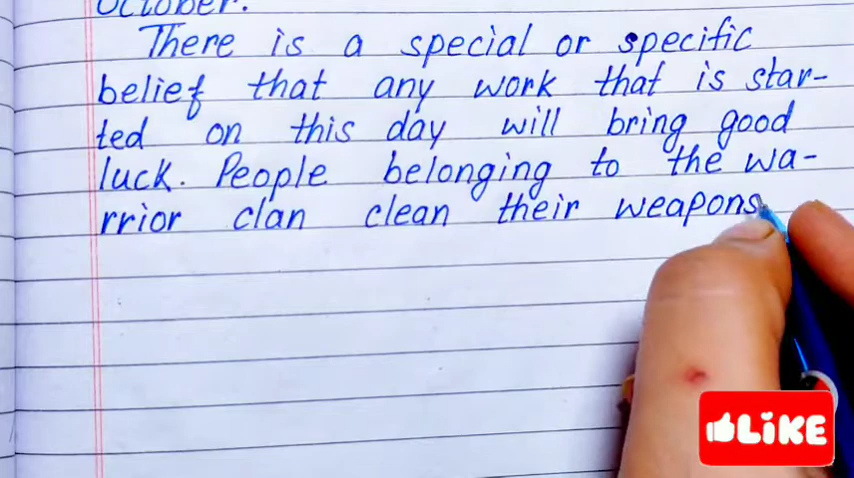 October.
There is a special or specific
belief that any work that is star-
ted on this day will bring good
luck. People belonging to the wa-
rrior clan clean their weapons
LIKE